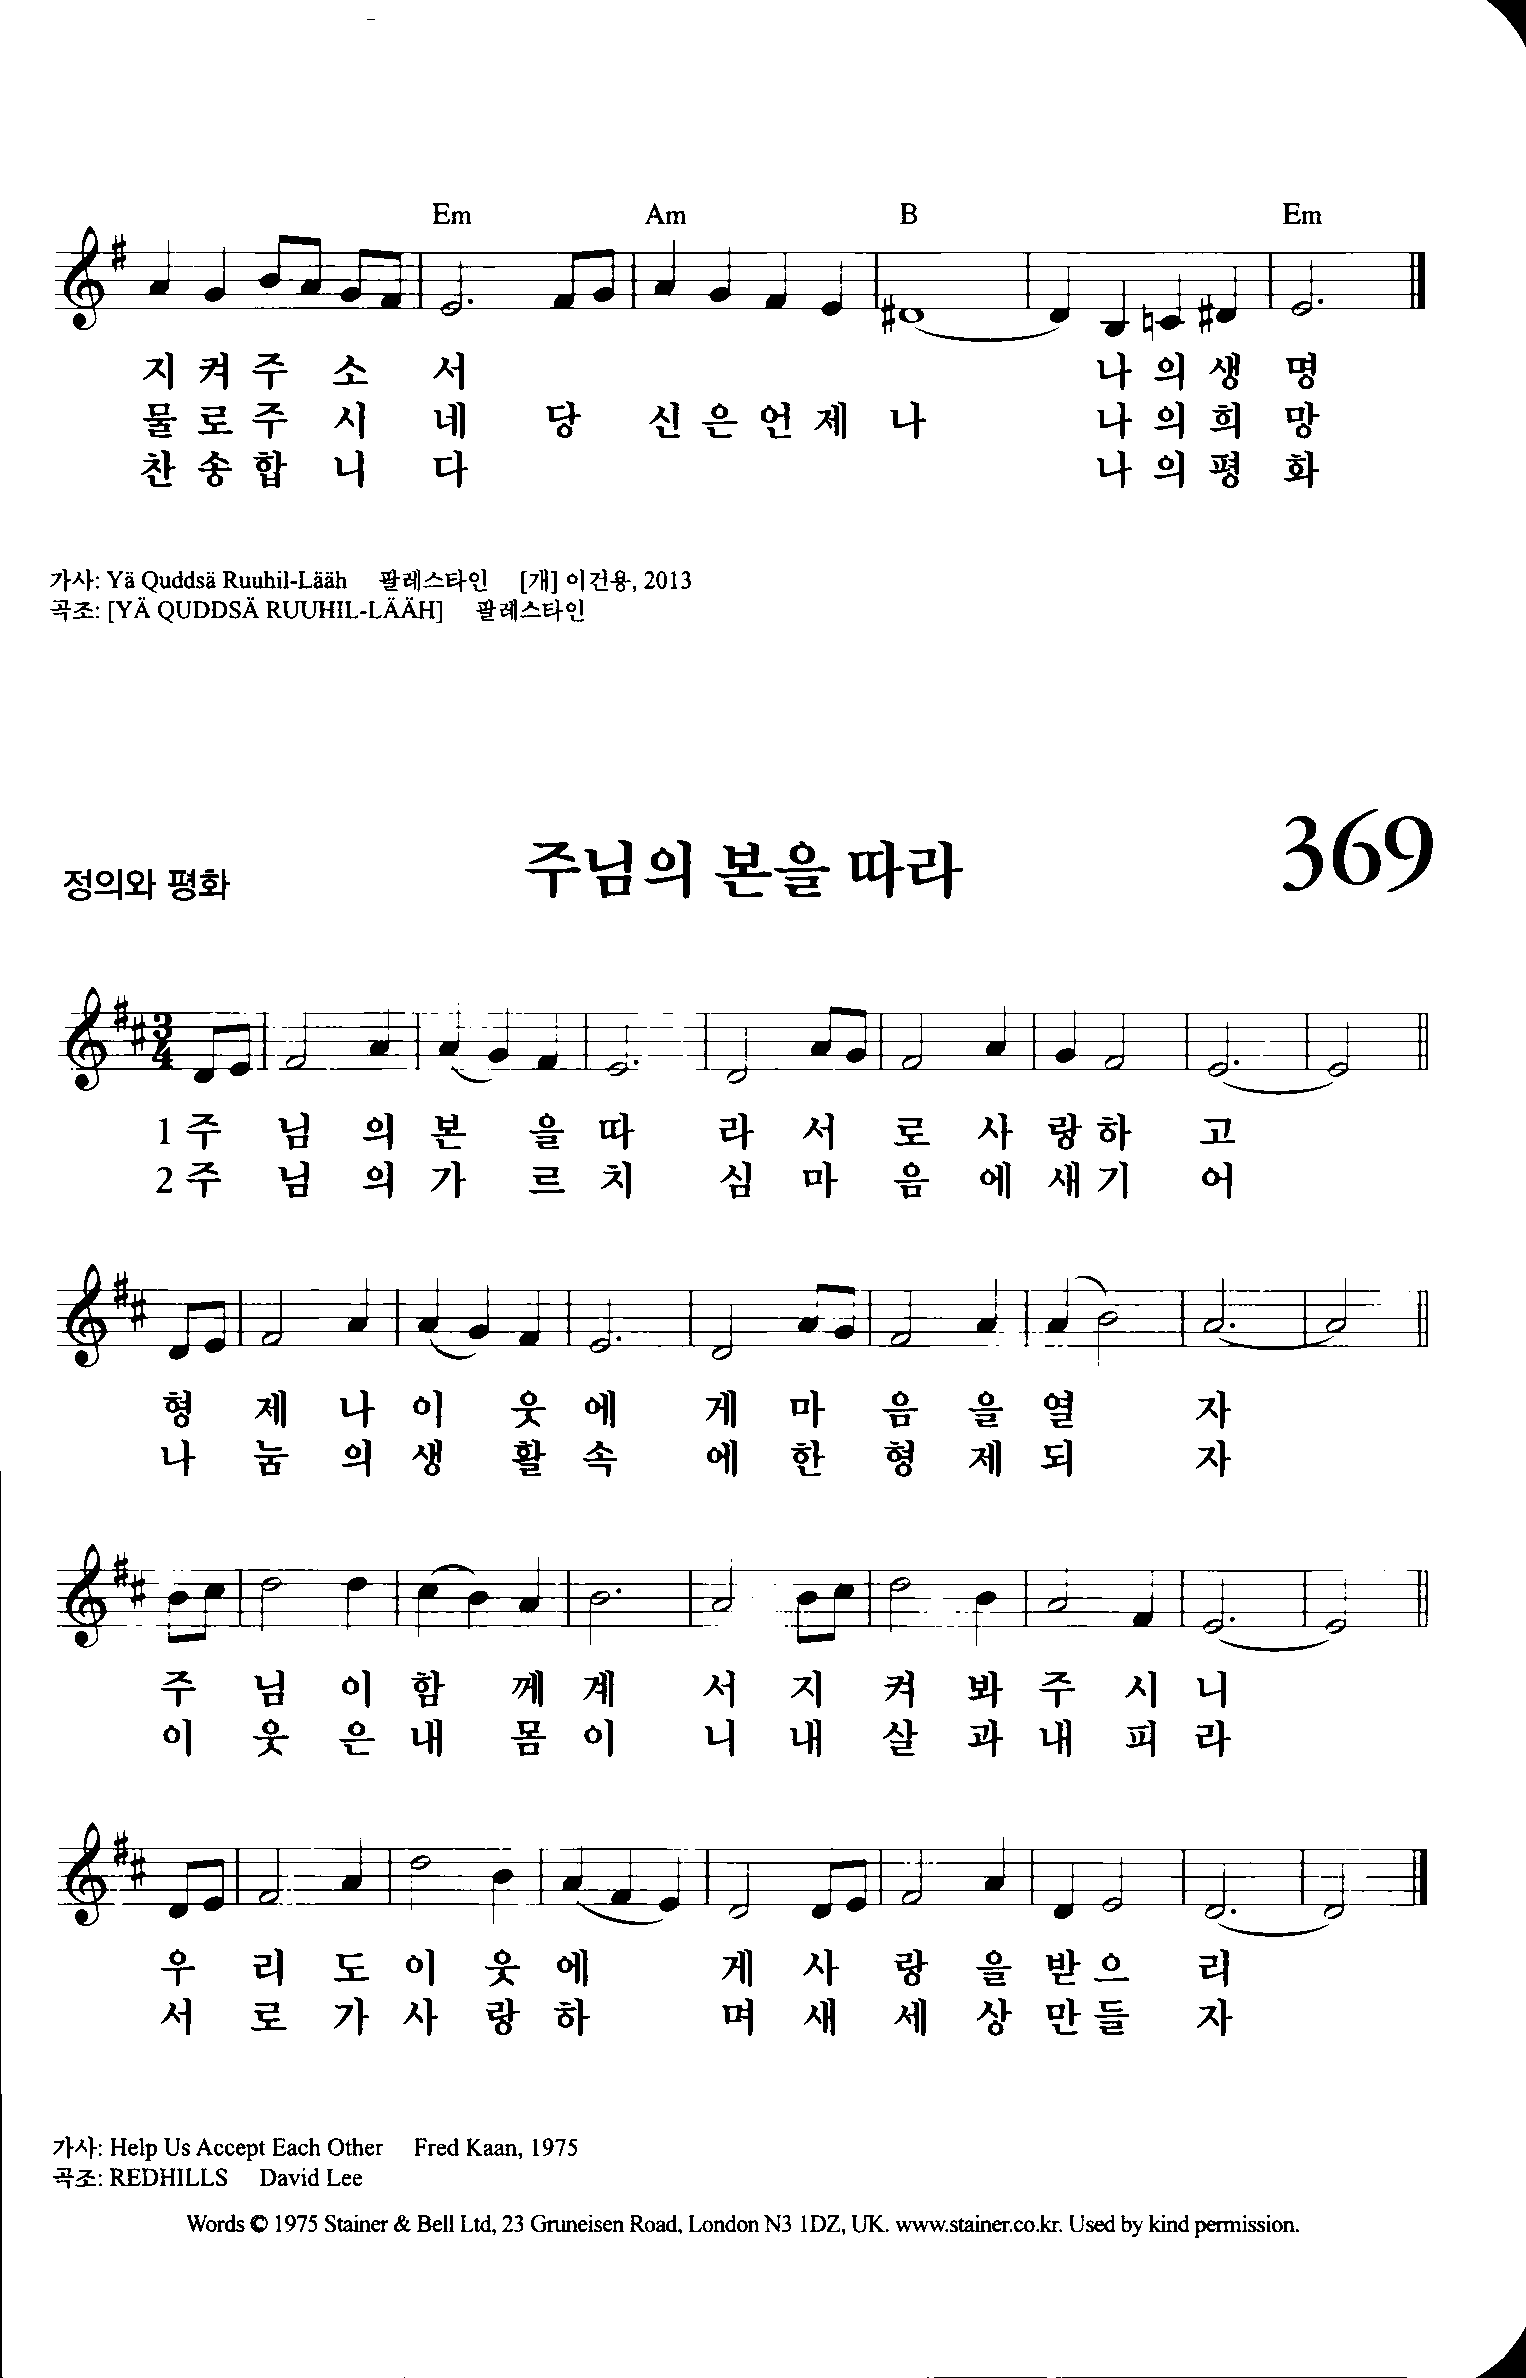 Em Am B Em
지 켜 주 소 서 나 의 생 명
물 로 주 시 네 당 신 은 언 제 나 나 의 희 망
찬 송 합 니 다 나 의 평 화
가사: Yä Quddsä Ruuhil-Lääh 팔레스타인 [개] 이건용, 2013
곡조: [YÄ QUDDSÄ RUUHIL-LÄÄH] 팔레스타인
정의와 평화 주님의 본을 따라 369
3
4
1 주 님 의 본 을 따 라 서 로 사 랑 하 고
2 주 님 의 가 르 치 심 마 음 에 새 기 어
형 제 나 이 웃 에 게 마 음 을 열 자
나 눔 의 생 활 속 에 한 형 제 되 자
주 님 이 함 께 계 서 지 켜 봐 주 시 니
이 웃 은 내 몸 이 니 내 살 과 내 피 라
우 리 도 이 웃 에 게 사 랑 을 받 으 리
서 로 가 사 랑 하 며 새 세 상 만 들 자
가사: Help Us Accept Each Other Fred Kaan, 1975
곡조: REDHILLS David Lee
Words © 1975 Stainer & Bell Ltd, 23 Gruneisen Road, London N3 1DZ, UK. www.stainer.co.kr. Used by kind permission.